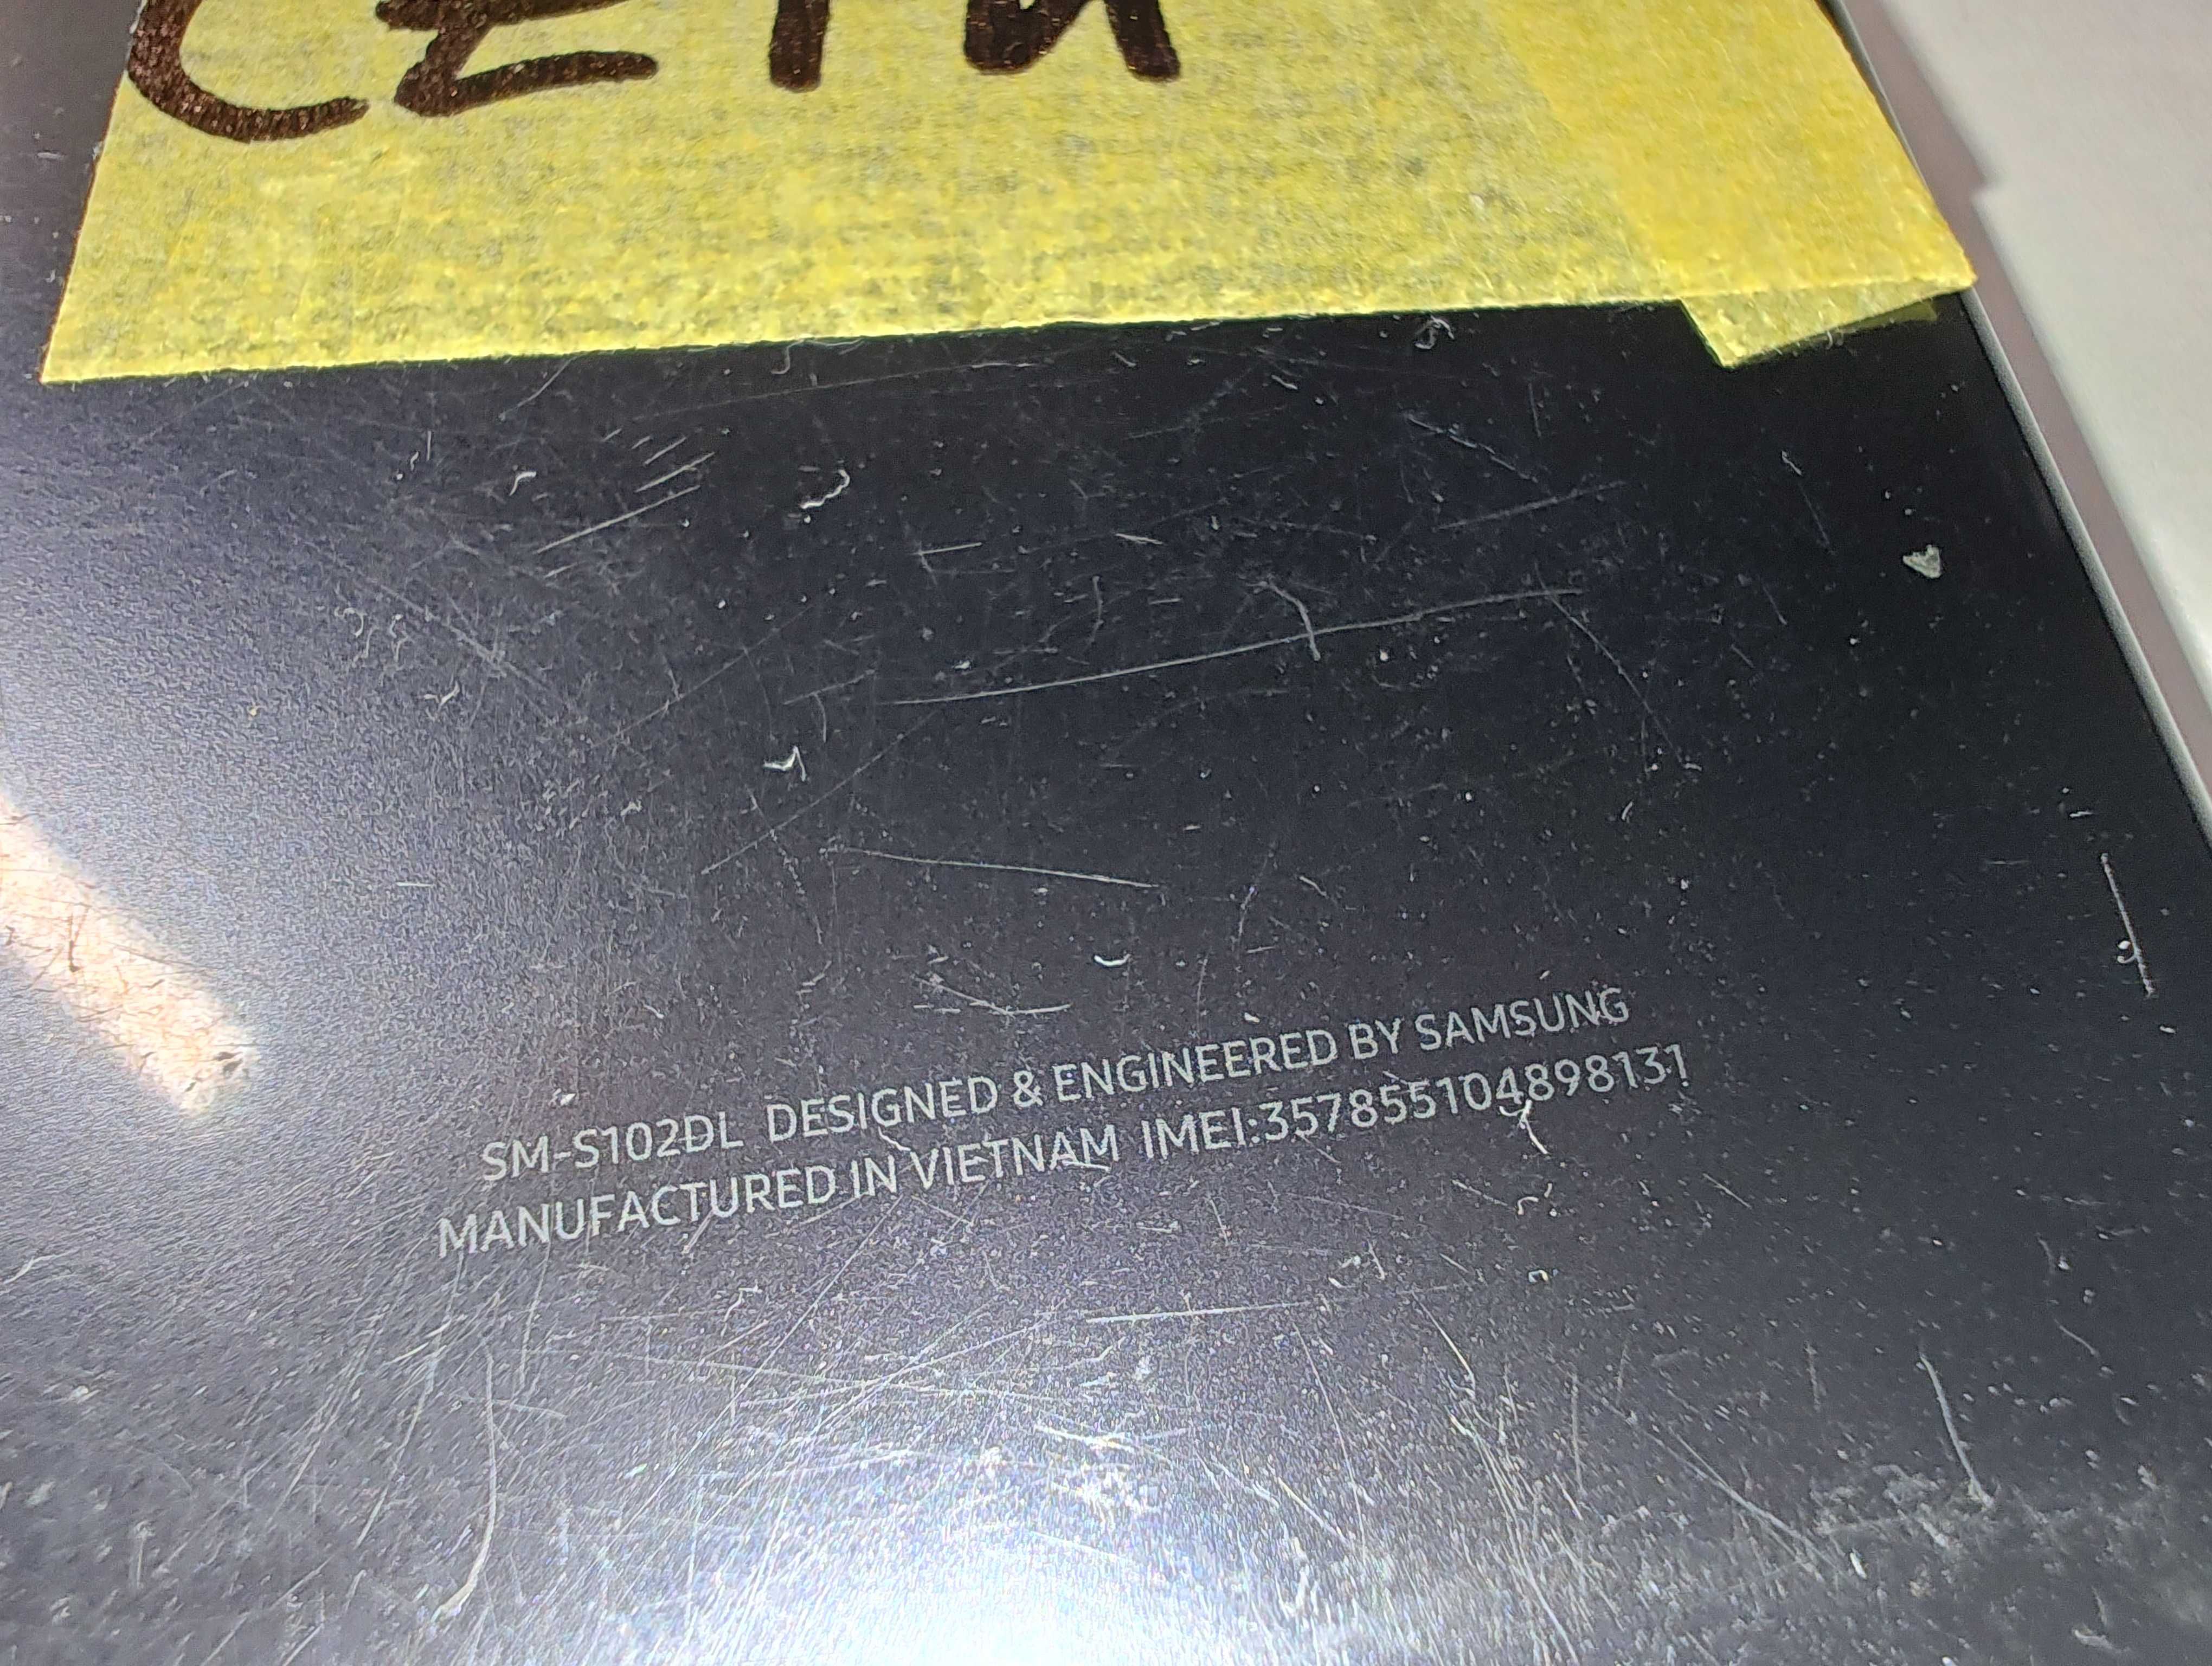 SM-S102DL DESIGNED & ENGINEERED BY SAMSUNG
MANUFACTURED IN VIETNAM IMEI:357855104898131